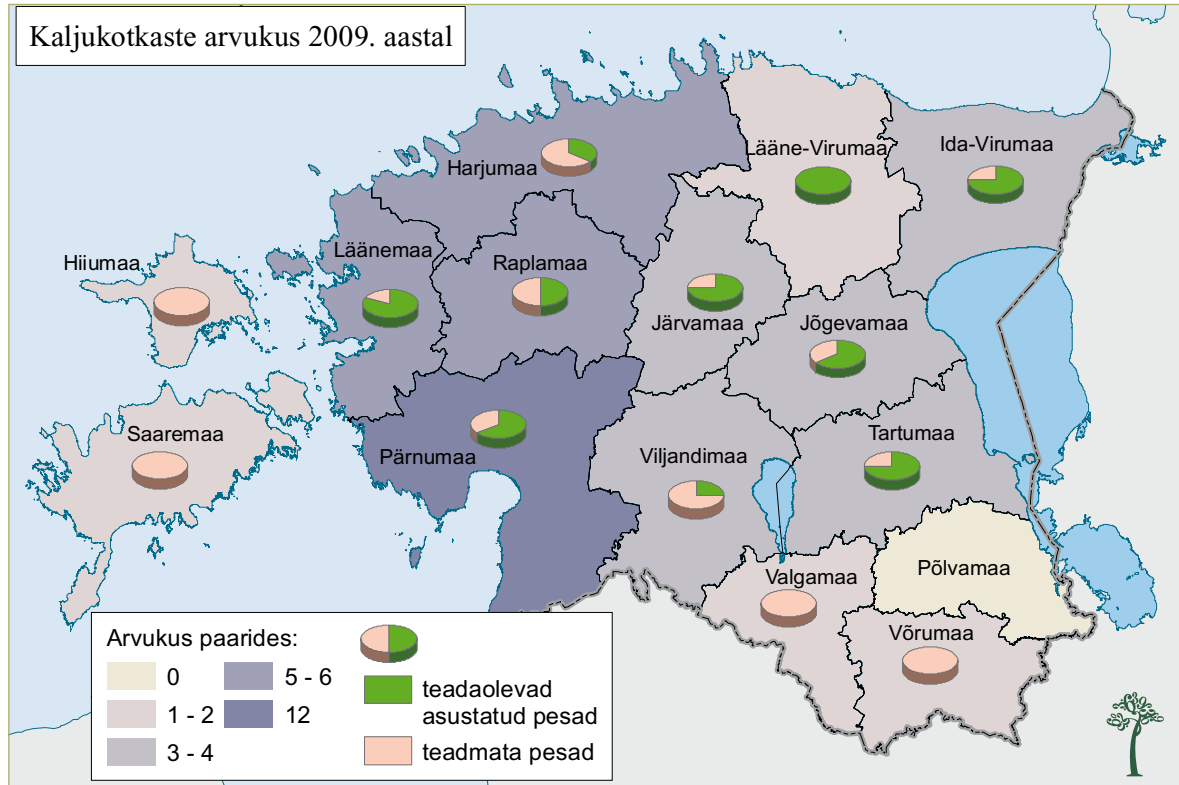 Kaljukotkaste arvukus 2009. aastal
Harjumaa
Lääne-Virumaa
Ida-Virumaa
Hiiumaa
Läänemaa
Raplamaa
Järvamaa
Jõgevamaa
Saaremaa
Pärnumaa
Viljandimaa
Tartumaa
Valgamaa
Põlvamaa
Võrumaa
Arvukus paarides:
0
1 - 2
3 - 4
5 - 6
12
teadaolevad
asustatud pesad
teadmata pesad